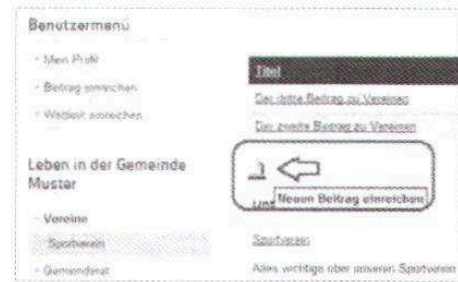 Benutzermenü
Mein Profil
Beitrag einreichen
Weblink einreichen
Leben in der Gemeinde
Muster
Vereine
Sportverein
Gemeinderat
Titel
Der dritte Beitrag zu Vereinen
Der zweite Beitrag zu Vereinen
Neuen Beitrag einreichen
Sportverein
Alles wichtige über unseren Sportverein